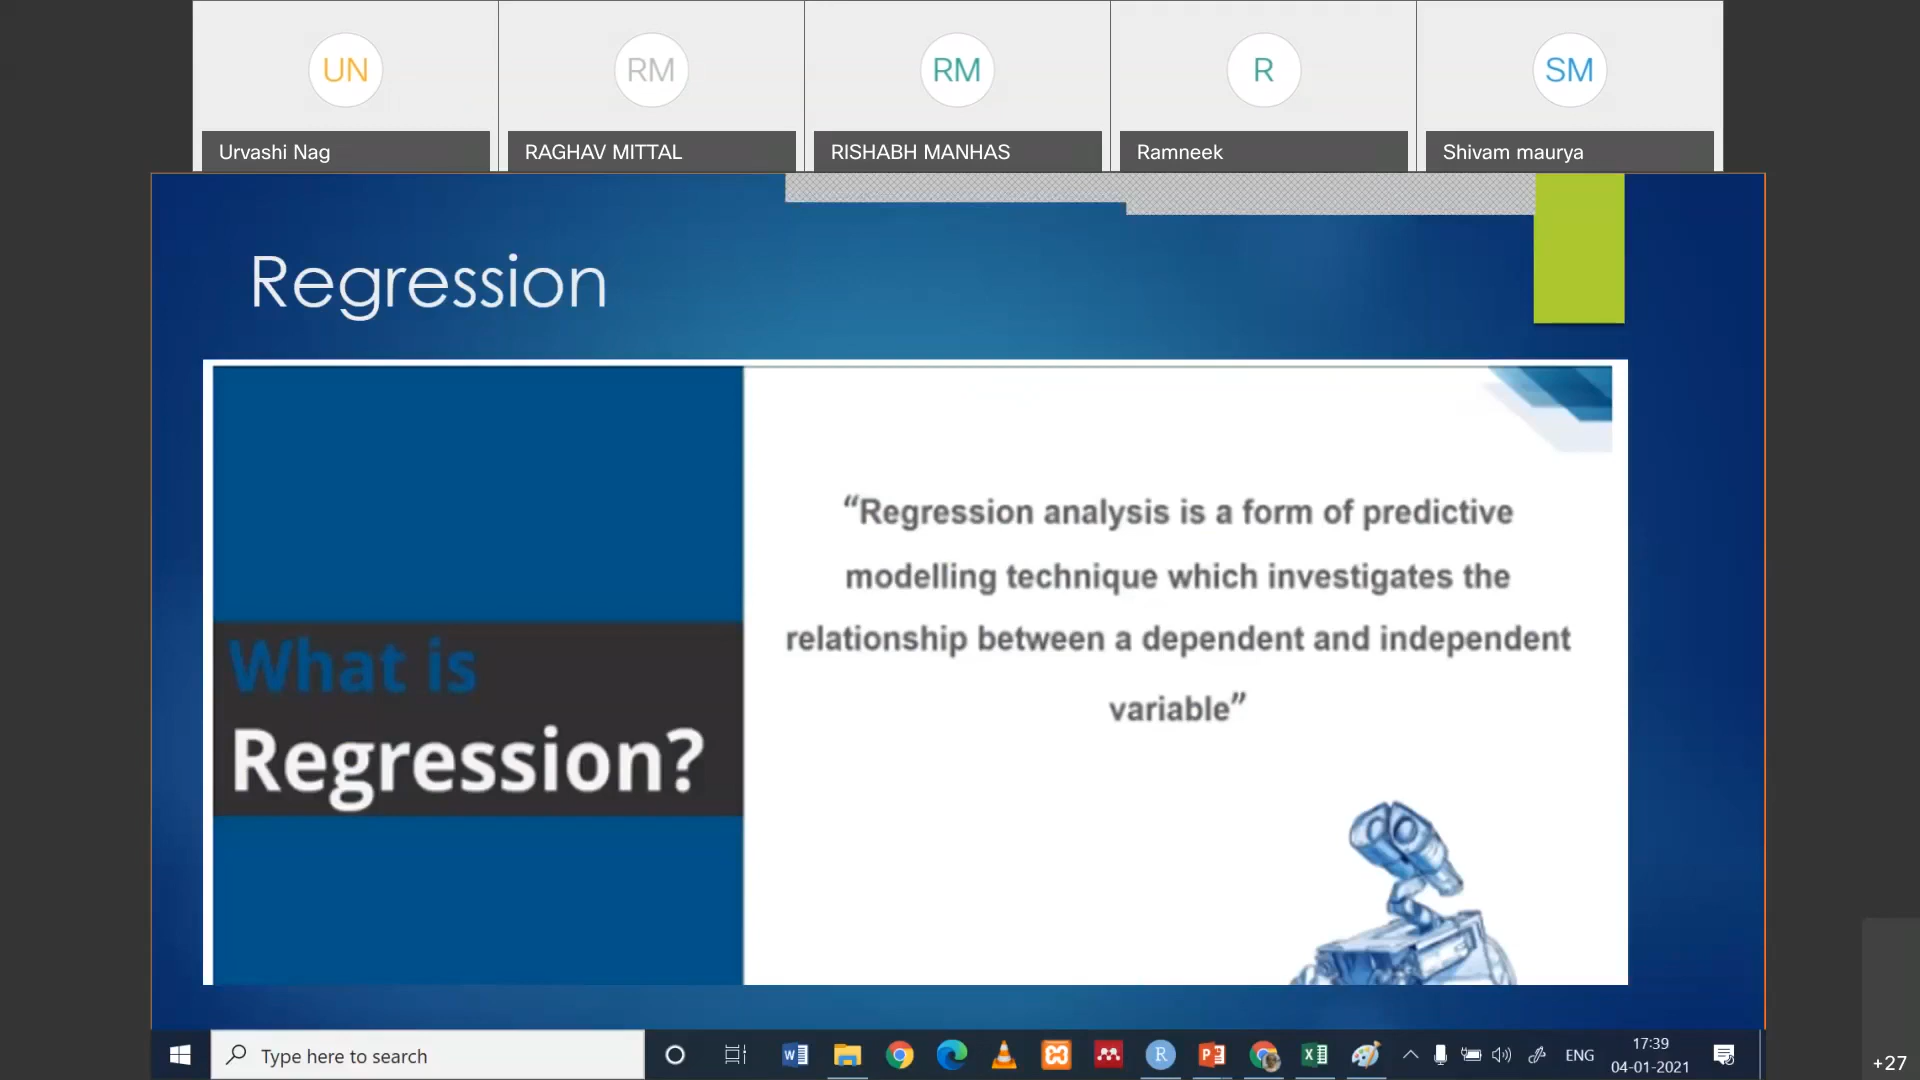 UN
RM
RM
R
SM
Urvashi Nag
RAGHAV MITTAL
RISHABH MANHAS
Ramneek
Shivam maurya
Regression
What is
Regression?
“Regression analysis is a form of predictive
modelling technique which investigates the
relationship between a dependent and independent
variable”
Type here to search
ENG
17:39
04-01-2021
+27